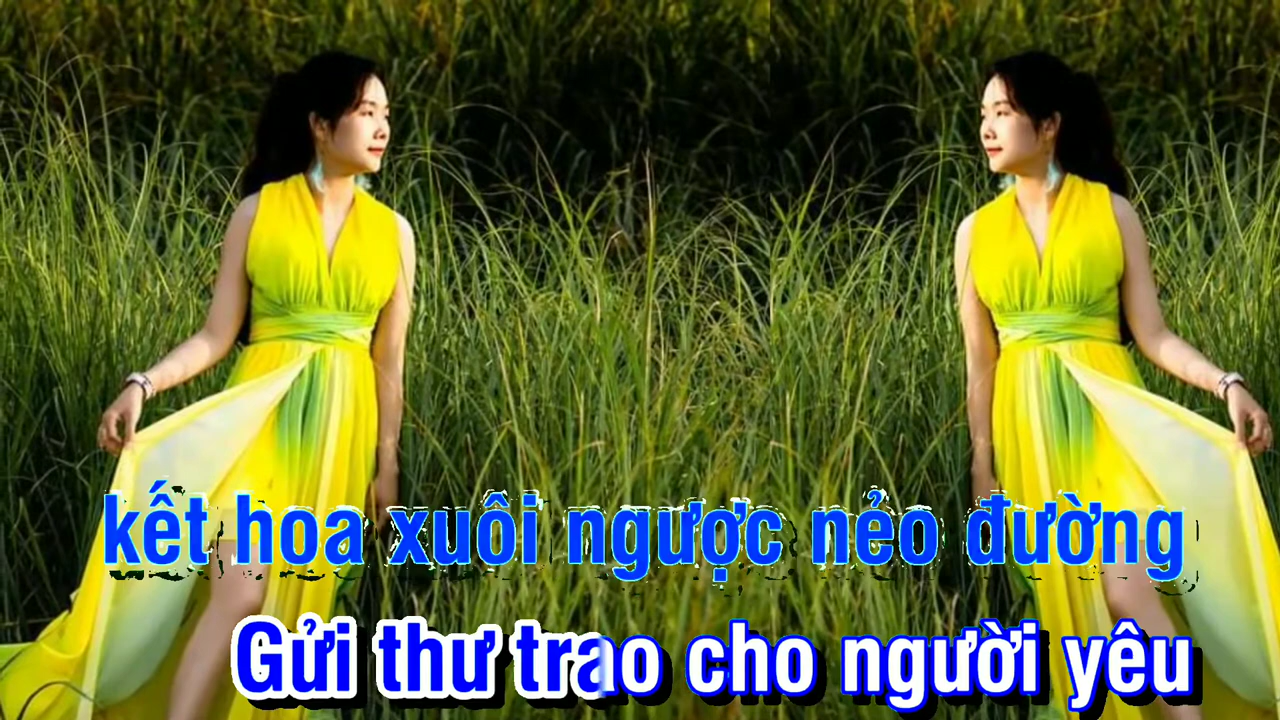 kết hoa xuôi ngược nẻo đường
Gửi thư trao cho người yêu